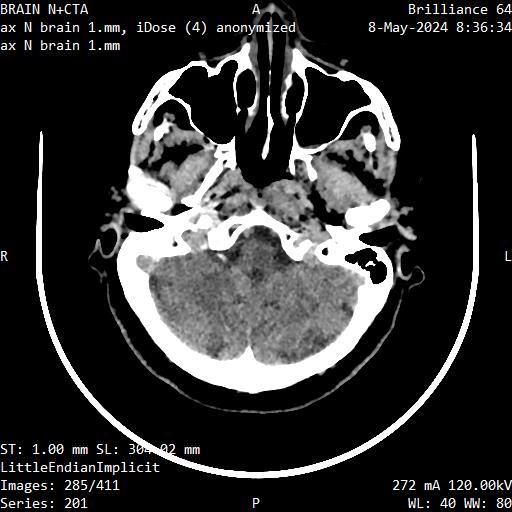 BRAIN N+CTA
A
Brilliance 64
ax N brain 1.mm, iDose (4) anonymized
8-May-2024 8:36:34
ax N brain 1.mm
R
L
ST: 1.00 mm SL: 304.02 mm
LittleEndianImplicit
Images: 285/411
272 mA 120.00kV
Series: 201
P
WL: 40 WW: 80